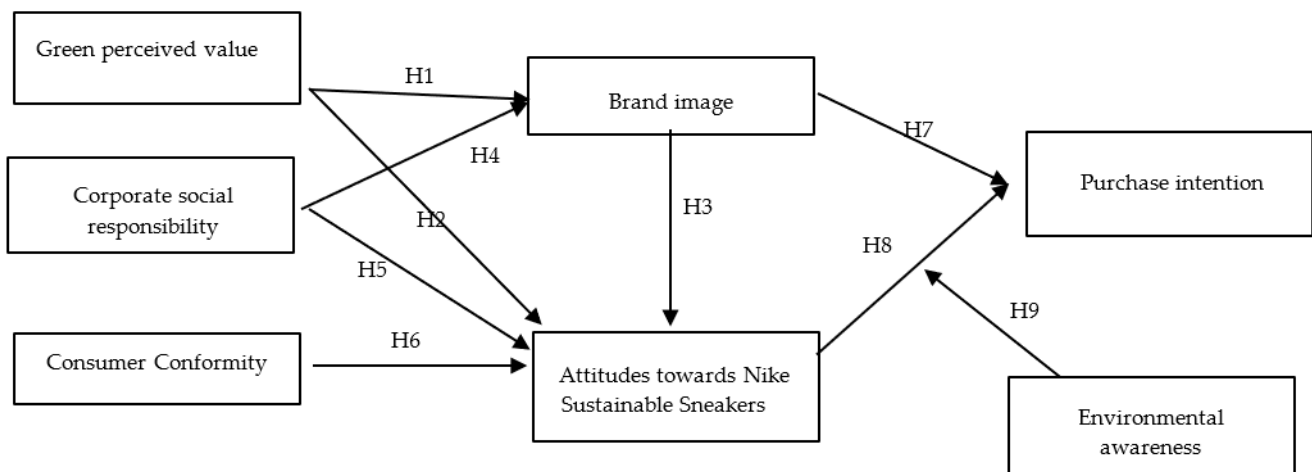 Green perceived value
H1
Brand image
H7
H4
Corporate social
responsibility
Purchase intention
H3
H2
H8
H5
H9
H6
Consumer Conformity
Attitudes towards Nike
Sustainable Sneakers
Environmental
awareness